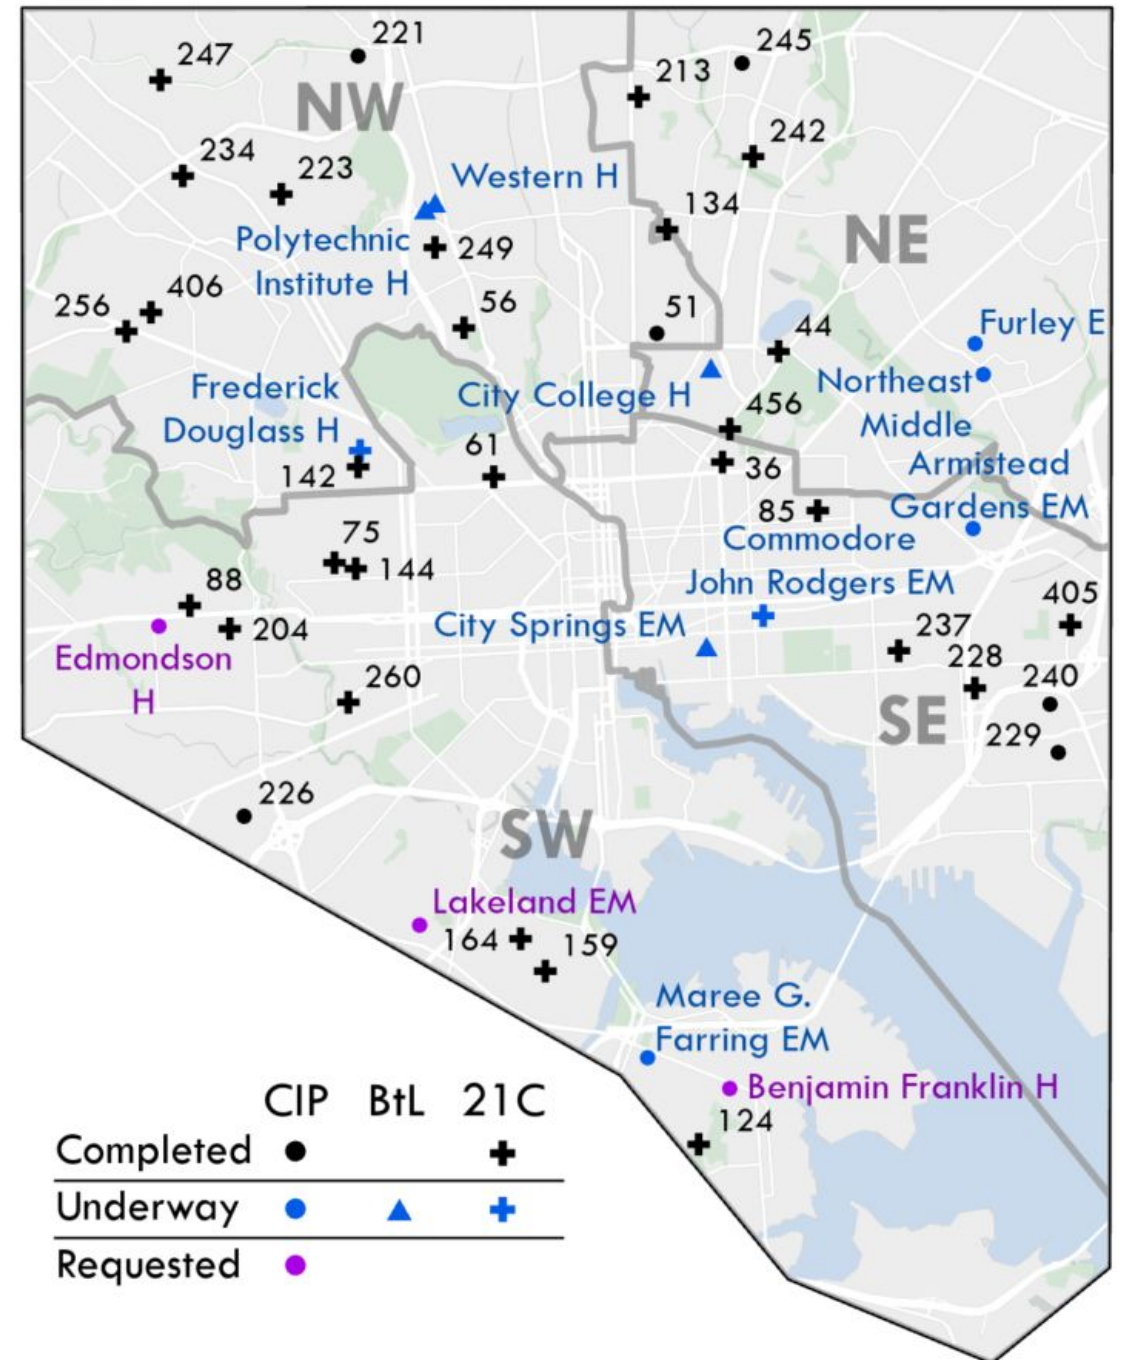 221
247
245
213
NW
242
234
223
Western H
134
Polytechnic
Institute H
249
NE
406
256
56
51
44
Furley E
Frederick
Douglass H
City College H
Northeast
Middle
456
61
142
36
Armistead
Gardens EM
85
Commodore
John Rodgers EM
75
144
88
204
405
City Springs EM
237
Edmondson
H
228
260
240
SE
229
226
SW
Lakeland EM
164
159
Maree G.
Farring EM
Benjamin Franklin H
124
CIP BtL 21C
Completed
Underway
Requested